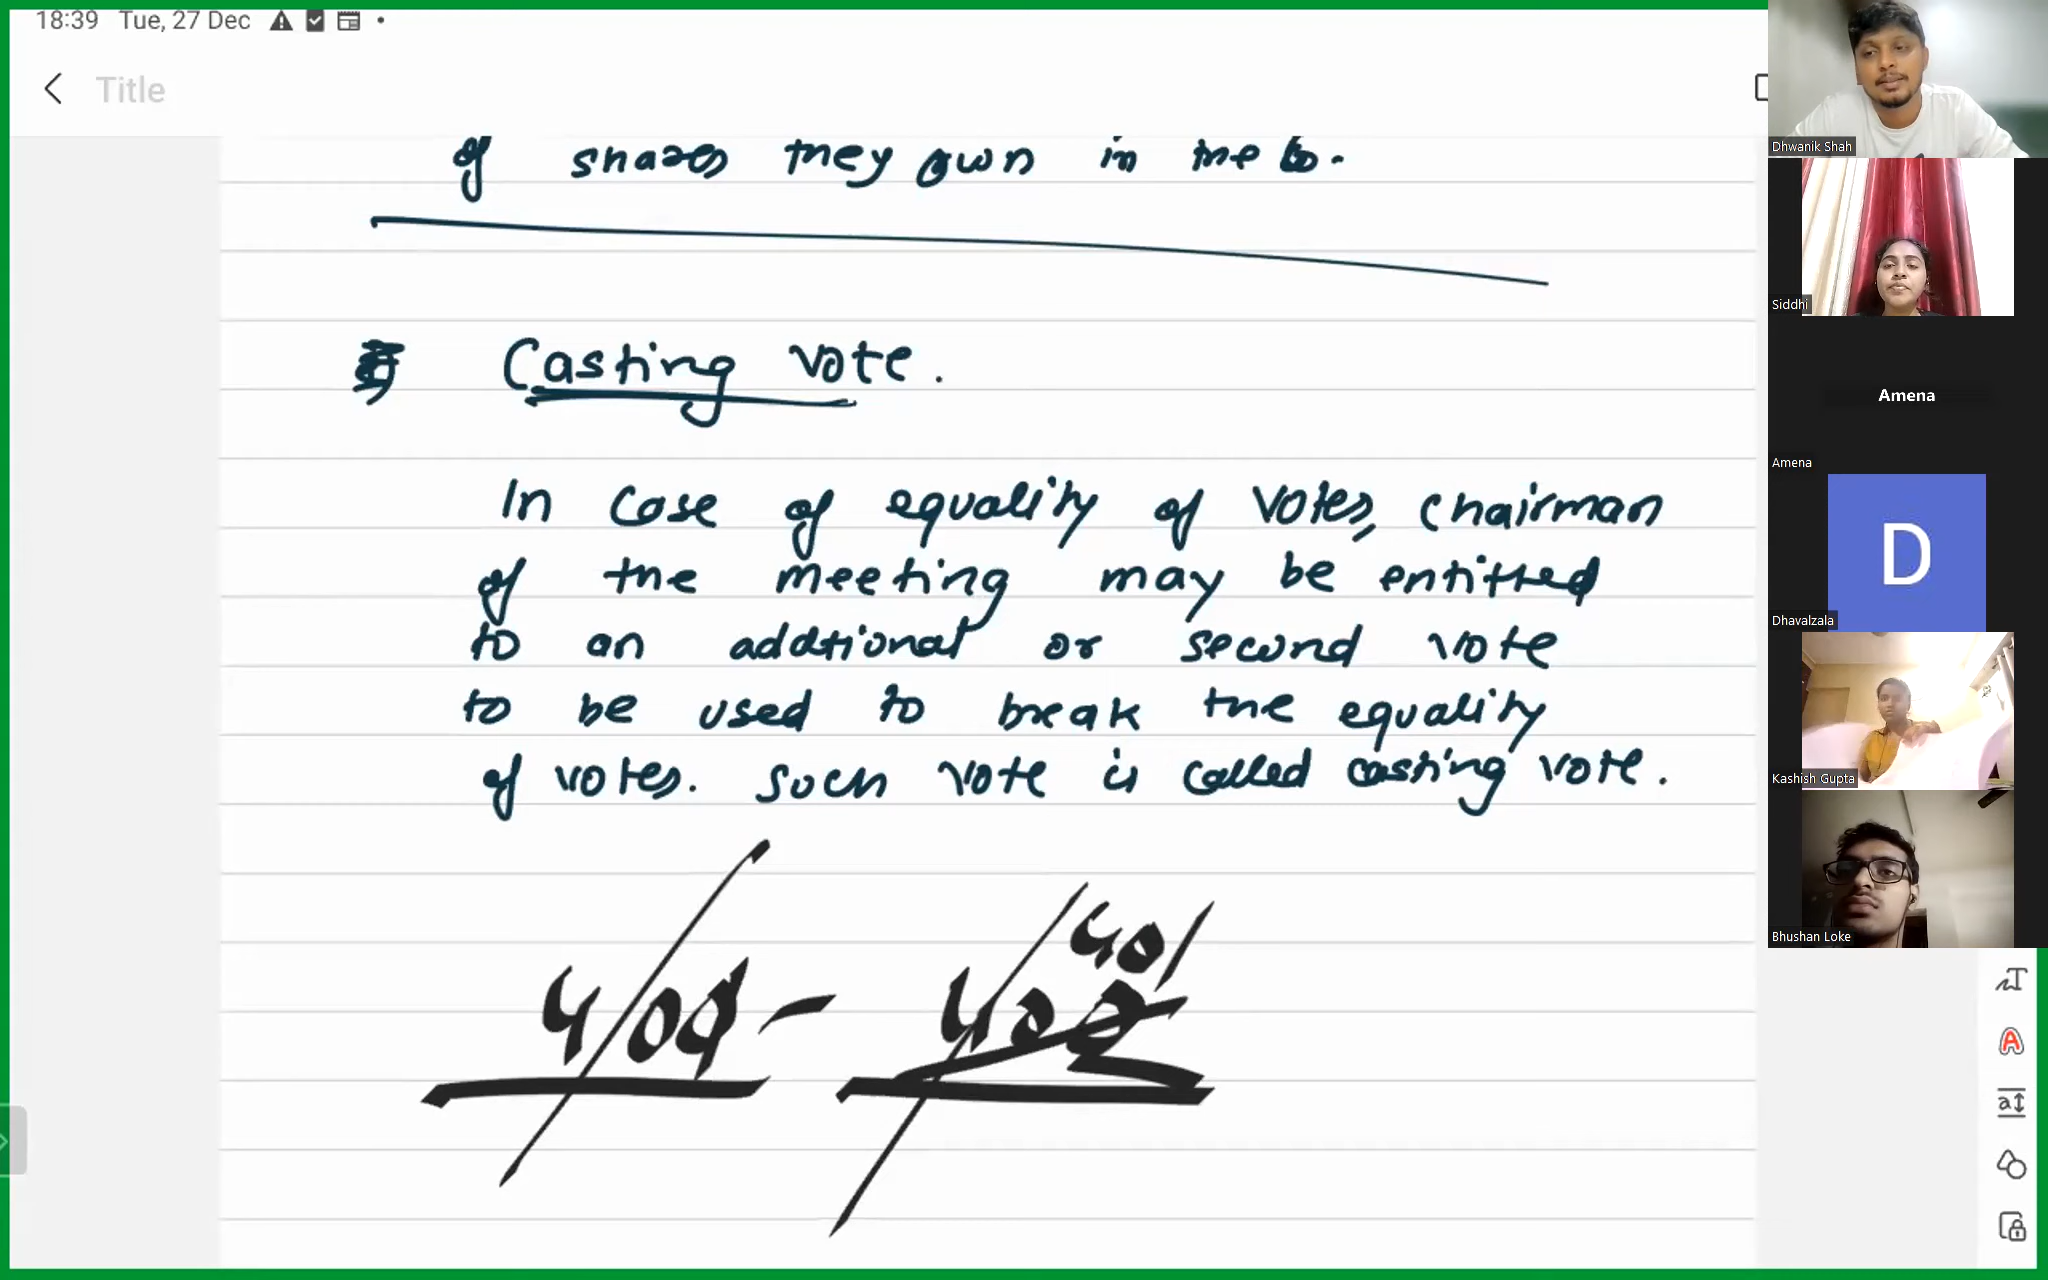 18:39 Tue, 27 Dec
Title
of shares they own in the Co.
Casting vote.
In case of equality of votes, chairman
of the meeting may be entitled
to an addtional or second vote
to be used to break the equality
of votes. Such vote is called casting vote.
401
400 - 
Dhwanik Shah
Siddhi
Amena
Amena
D
Dhavalzala
Kashish Gupta
Bhushan Loke
T
A
a